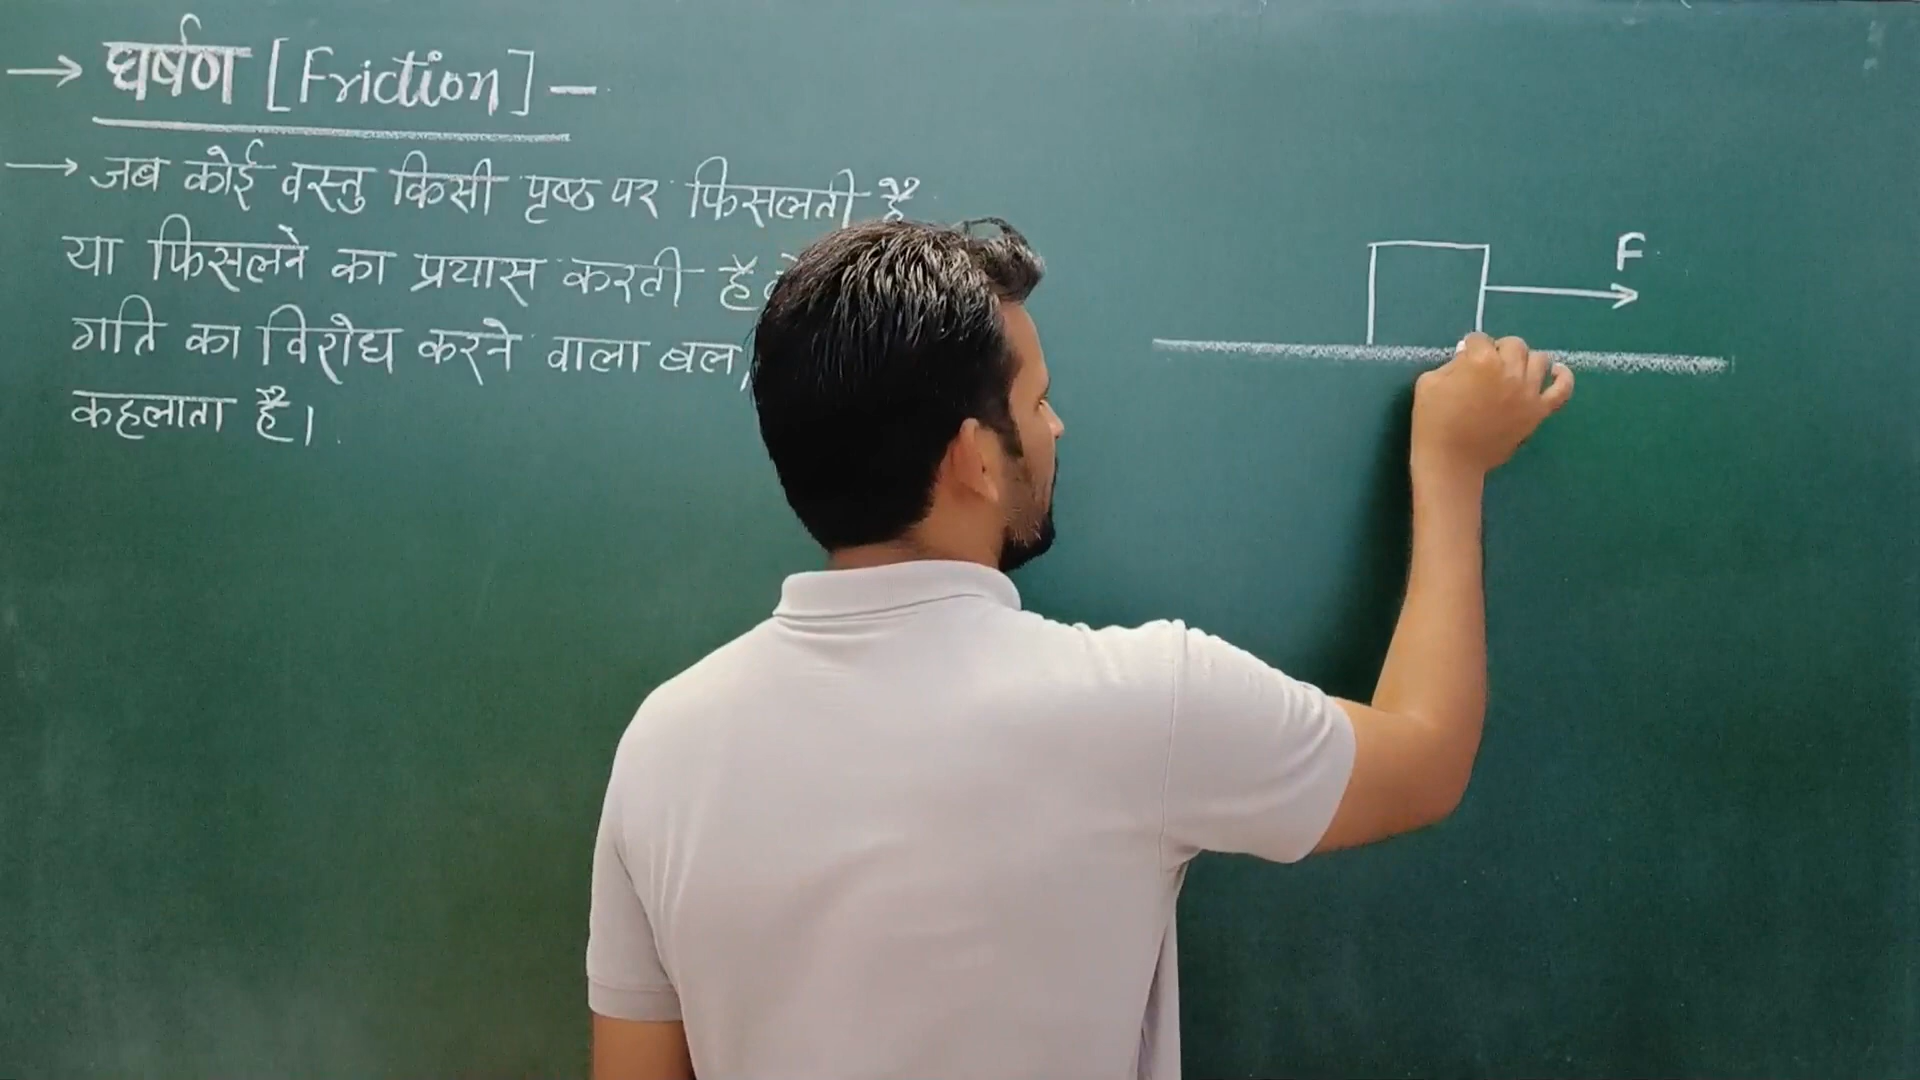 → घर्षण [Friction] –
→ जब कोई वस्तु किसी पृष्ठ पर फिसलती है
या फिसलने का प्रयास करती है
गति का विरोध करने वाला बल,
कहलाता है।
F